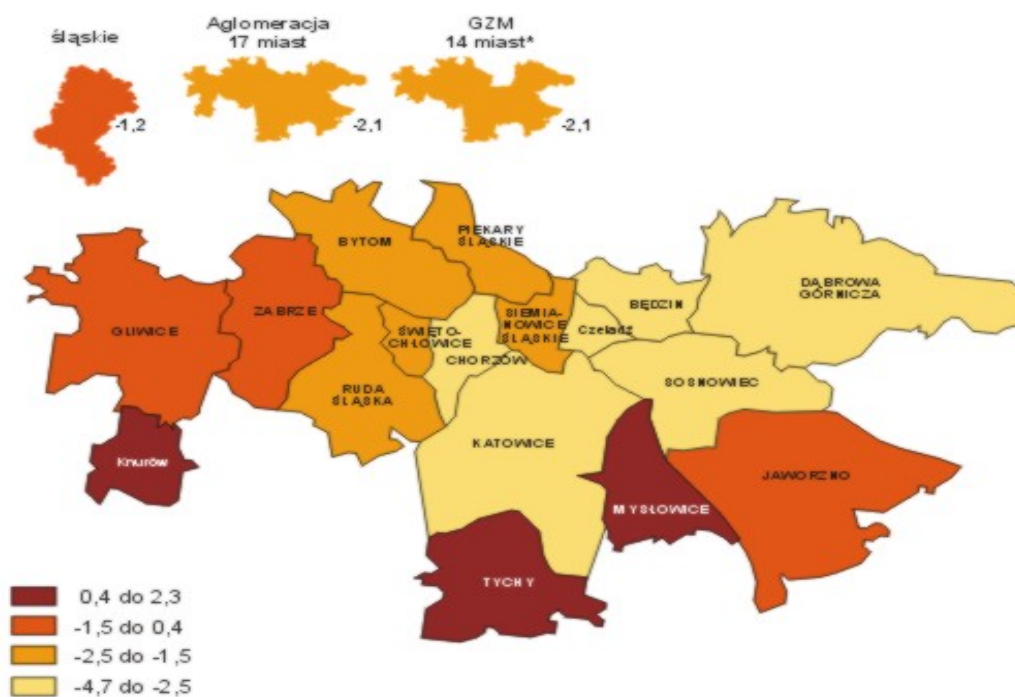 śląskie
-1,2
Aglomeracja
17 miast
-2,1
GZM
14 miast*
-2,1
BYTOM
PIEKARY
ŚLĄSKIE
DĄBROWA
GÓRNICZA
BĘDZIN
ZABRZE
GLIWICE
ŚWIĘTO-
CHŁOWICE
SIEMIA-
NOWICE
ŚLĄSKIE
Czeladź
CHORZÓW
SOSNOWIEC
RUDA
ŚLĄSKA
KATOWICE
Knurów
JAWORZNO
MYSŁOWICE
TYCHY
0,4 do 2,3
-1,5 do 0,4
-2,5 do -1,5
-4,7 do -2,5